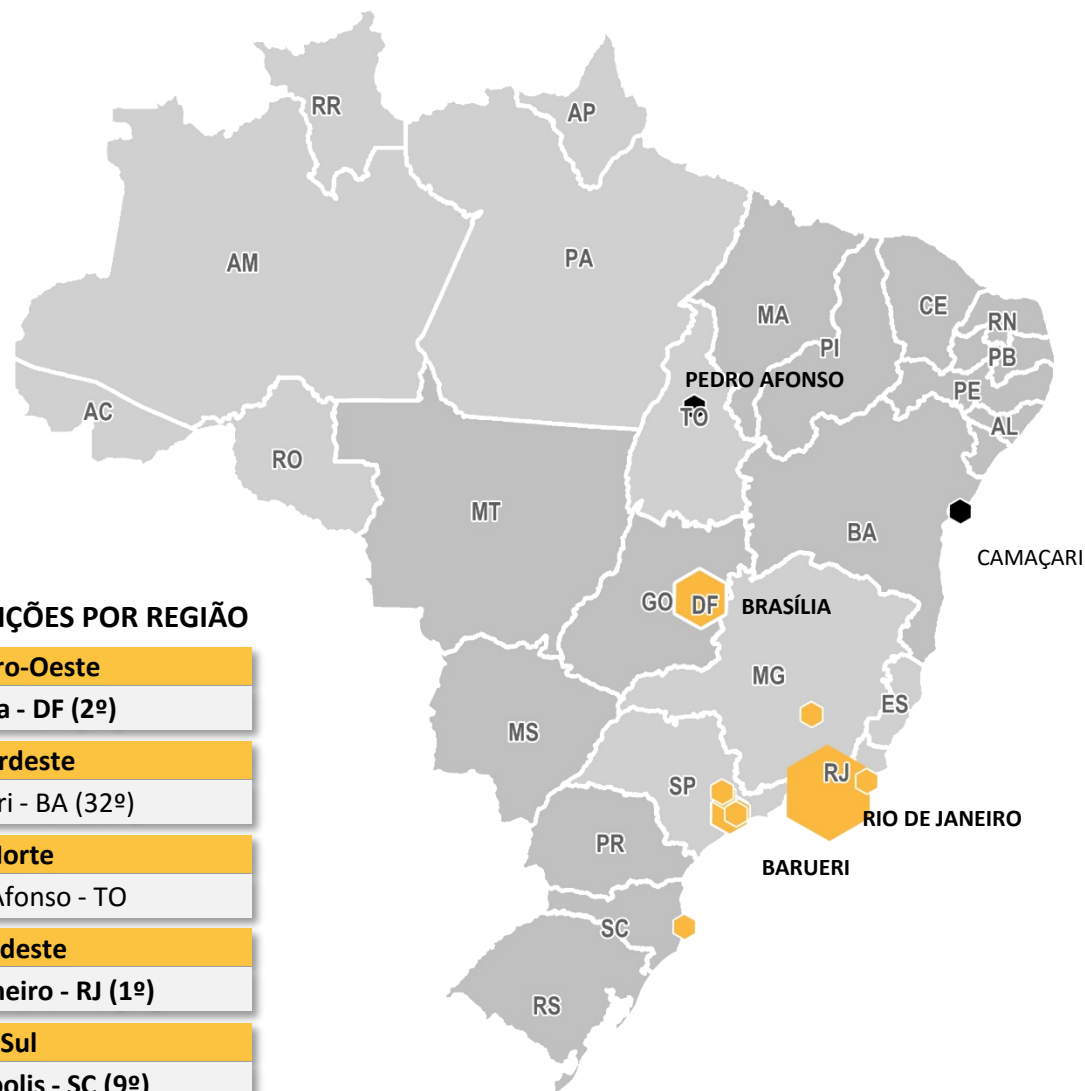 RR
AP
AM
PA
MA
CE
RN
PI
PB
PEDRO AFONSO
PE
TO
AL
AC
RO
MT
BA
CAMAÇARI
GO
DF
BRASÍLIA
IÇÕES POR REGIÃO
ro-Oeste
a - DF (2º)
MG
ES
MS
rdeste
ri - BA (32º)
RJ
SP
RIO DE JANEIRO
lorte
Afonso - TO
PR
BARUERI
deste
neiro - RJ (1º)
SC
Sul
polis - SC (9º)
RS